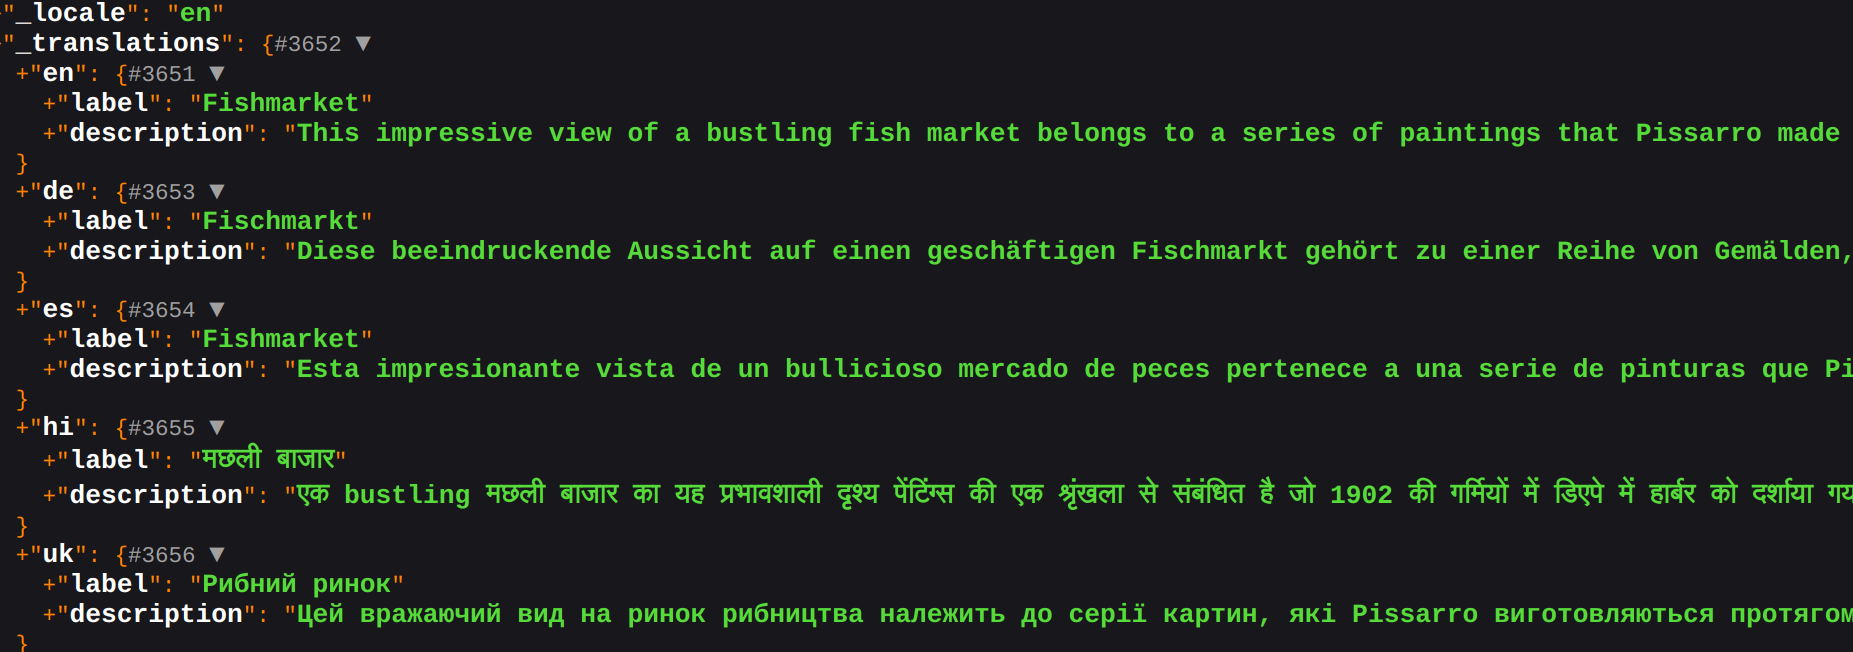 +"_locale": "en"
+"_translations": {#3652 ▼
+"en": {#3651 ▼
+"label": "Fishmarket"
+"description": "This impressive view of a bustling fish market belongs to a series of paintings that Pissarro made
}
+"de": {#3653 ▼
+"label": "Fischmarkt"
+"description": "Diese beeindruckende Aussicht auf einen geschäftigen Fischmarkt gehört zu einer Reihe von Gemälden,
}
+"es": {#3654 ▼
+"label": "Fishmarket"
+"description": "Esta impresionante vista de un bullicioso mercado de peces pertenece a una serie de pinturas que Pi
}
+"hi": {#3655 ▼
+"label": "मछली बाजार"
+"description": "एक bustling मछली बाजार का यह प्रभावशाली दृश्य पेंटिंग्स की एक श्रृंखला से संबंधित है जो 1902 की गर्मियों में डिएपे में हार्बर को दर्शाया गय
}
+"uk": {#3656 ▼
+"label": "Рибний ринок"
+"description": "Цей вражаючий вид на ринок рибництва належить до серії картин, які Pissarro виготовляються протягом
}